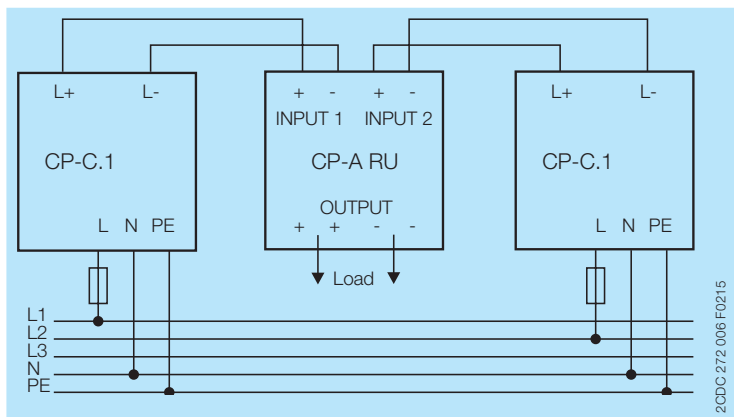 L+ L-
+ - + -
INPUT 1 INPUT 2
L+ L-
CP-C.1
CP-A RU
CP-C.1
OUTPUT
+ + - -
L N PE
L N PE
Load
L1
L2
L3
N
PE
2CDC 272 006 F0215